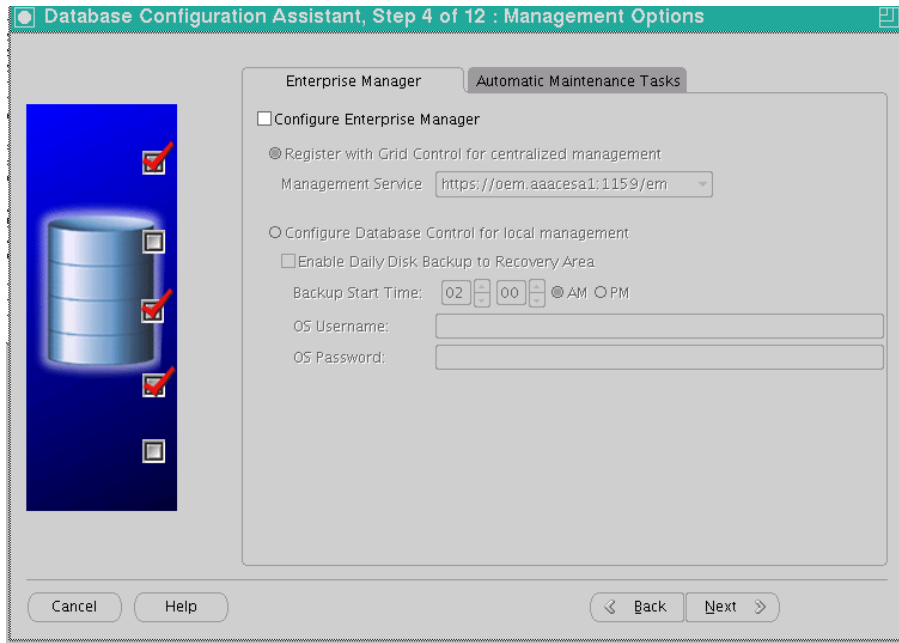 Database Configuration Assistant, Step 4 of 12 : Management Options
Enterprise Manager Automatic Maintenance Tasks
Configure Enterprise Manager
Register with Grid Control for centralized management
Management Service https://oem.aaacesa1:1159/em
Configure Database Control for local management
Enable Daily Disk Backup to Recovery Area
Backup Start Time: 02 00 AM PM
OS Username:
OS Password:
Cancel Help Back Next